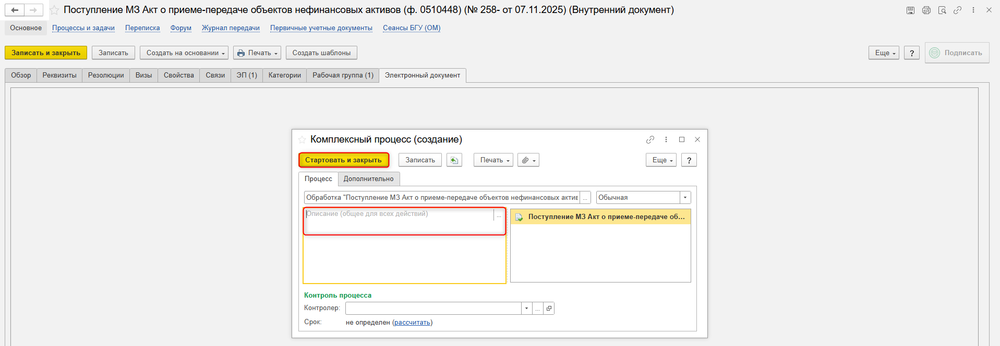 Поступление МЗ Акт о приеме-передаче объектов нефинансовых активов (ф. 0510448) (№ 258- от 07.11.2025) (Внутренний документ)
Основное Процессы и задачи Переписка Форум Журнал передачи Первичные учетные документы Сеансы БГУ (ОМ)
Записать и закрыть Записать Создать на основании Печать Создать шаблоны Еще ? Подписать
Обзор Реквизиты Резолюции Визы Свойства Связи ЭП (1) Категории Рабочая группа (1) Электронный документ
Комплексный процесс (создание)
Стартовать и закрыть Записать Печать Еще ?
Процесс Дополнительно
Обработка "Поступление МЗ Акт о приеме-передаче объектов нефинансовых актив ... Обычная
Описание (общее для всех действий) ... Поступление МЗ Акт о приеме-передаче об...
Контроль процесса
Контролер: ...
Срок: не определен (рассчитать)